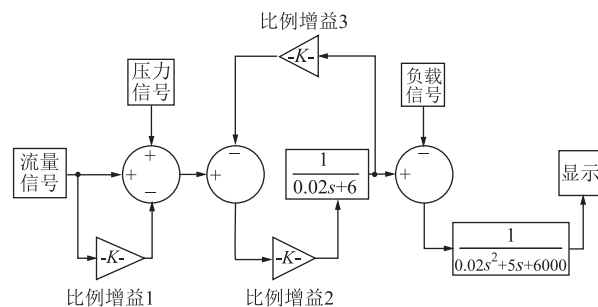 比例增益3
-K-
压力
信号
负载
信号
流量
信号
+
+
−
−
+
1
0.02s+6
−
+
显示
-K-
比例增益1
-K-
比例增益2
1
0.02s²+5s+6000